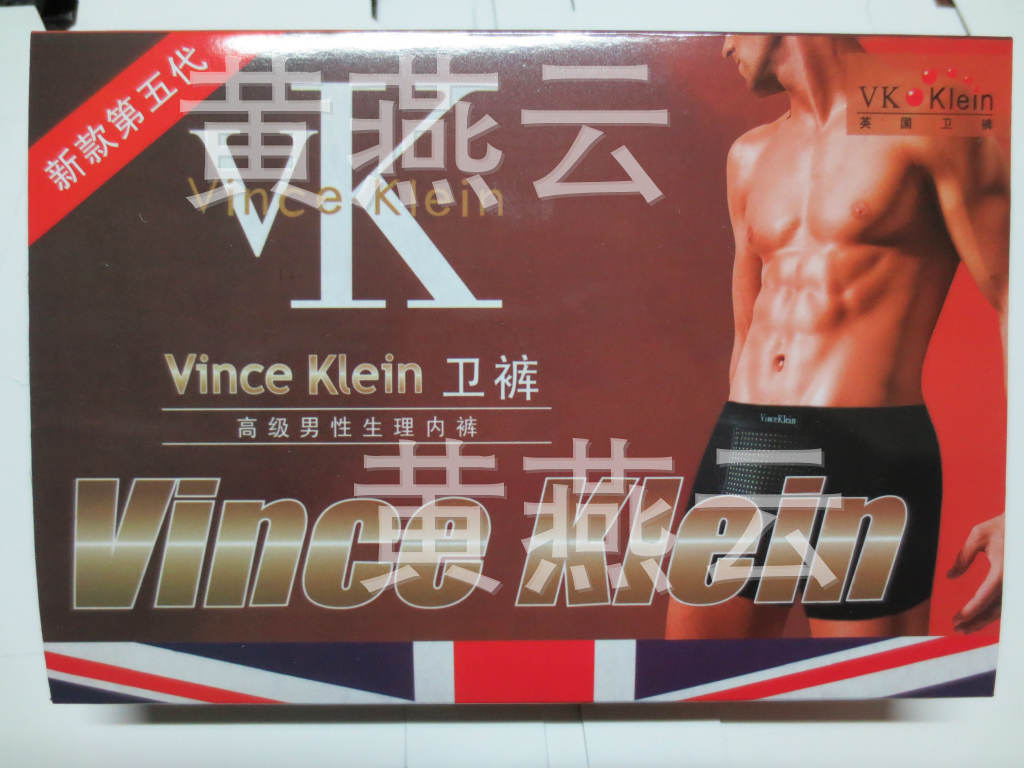 新款第五代
黄燕云
VK
Vince Klein
VK Klein
英国卫裤
Vince Klein 卫裤
高级男性生理内裤
VinceKlein
黄燕云
Vince Klein